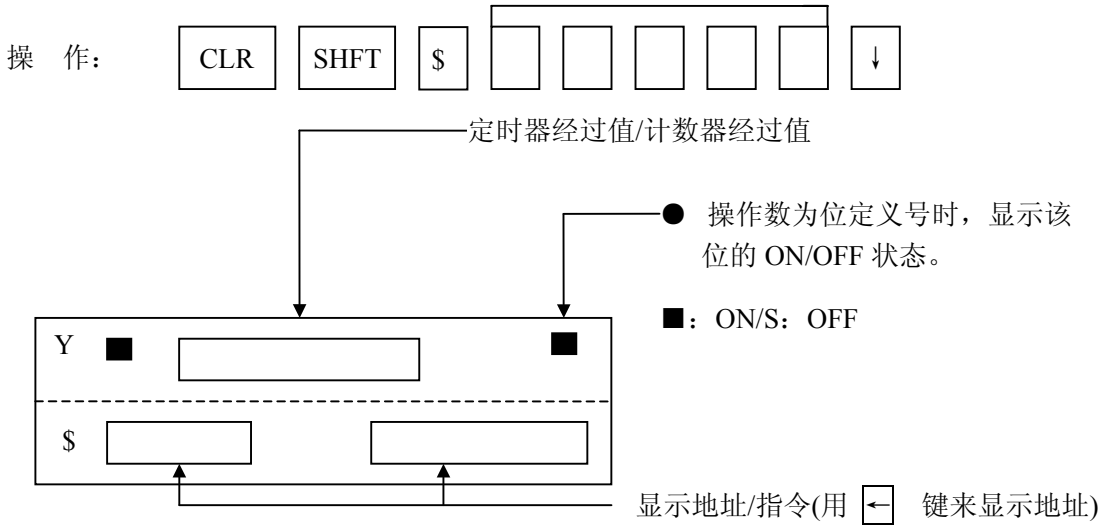 操 作： CLR SHFT $ ↓
定时器经过值/计数器经过值
● 操作数为位定义号时，显示该
位的 ON/OFF 状态。
■：ON/S：OFF
Y
$
显示地址/指令(用 ← 键来显示地址)